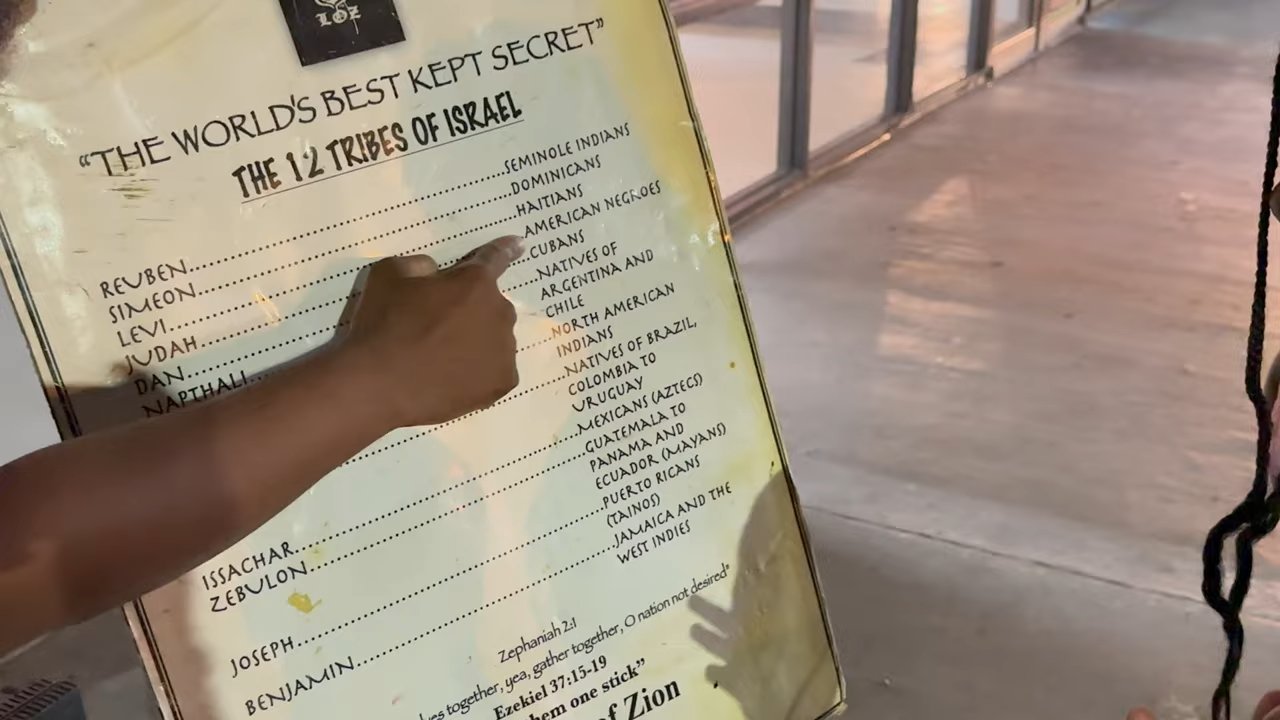 LOZ
"THE WORLD'S BEST KEPT SECRET"
THE 12 TRIBES OF ISRAEL
REUBEN..........SEMINOLE INDIANS
SIMEON..........DOMINICANS
LEVI..........HAITIANS
JUDAH..........AMERICAN NEGROES
DAN..........CUBANS
NAPTHALI..........NATIVES OF
ARGENTINA AND
CHILE
NORTH AMERICAN
INDIANS
NATIVES OF BRAZIL,
COLOMBIA TO
URUGUAY
ISSACHAR..........MEXICANS (AZTECS)
ZEBULON..........GUATEMALA TO
PANAMA AND
ECUADOR (MAYANS)
JOSEPH..........PUERTO RICANS
(TAINOS)
BENJAMIN..........JAMAICA AND THE
WEST INDIES
Zephaniah 2:1
together, yea, gather together, O nation not desired"
Ezekiel 37:15-19
one stick"
of Zion